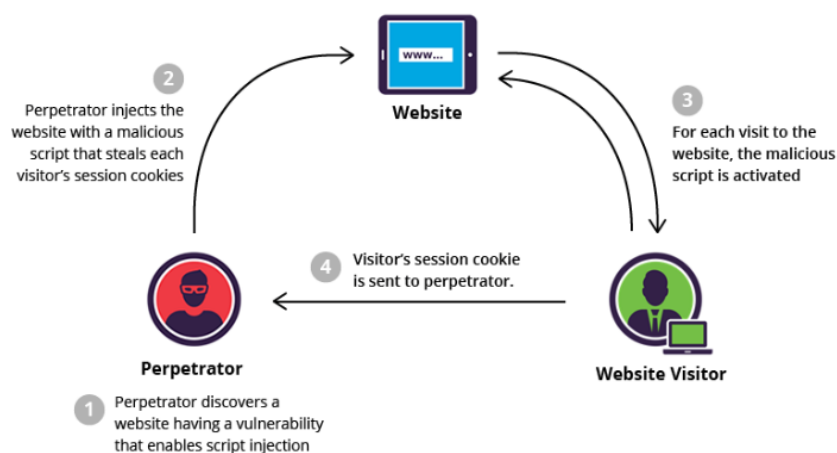 www...
Website
2
Perpetrator injects the
website with a malicious
script that steals each
visitor's session cookies
3
For each visit to the
website, the malicious
script is activated
4
Visitor's session cookie
is sent to perpetrator.
Perpetrator
Website Visitor
1
Perpetrator discovers a
website having a vulnerability
that enables script injection